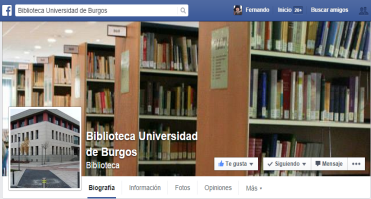 Biblioteca Universidad de Burgos
Fernando Inicio 20+ Buscar amigos
Biblioteca Universidad
de Burgos
Biblioteca
Te gusta Siguiendo Mensaje
Biografía Información Fotos Opiniones Más